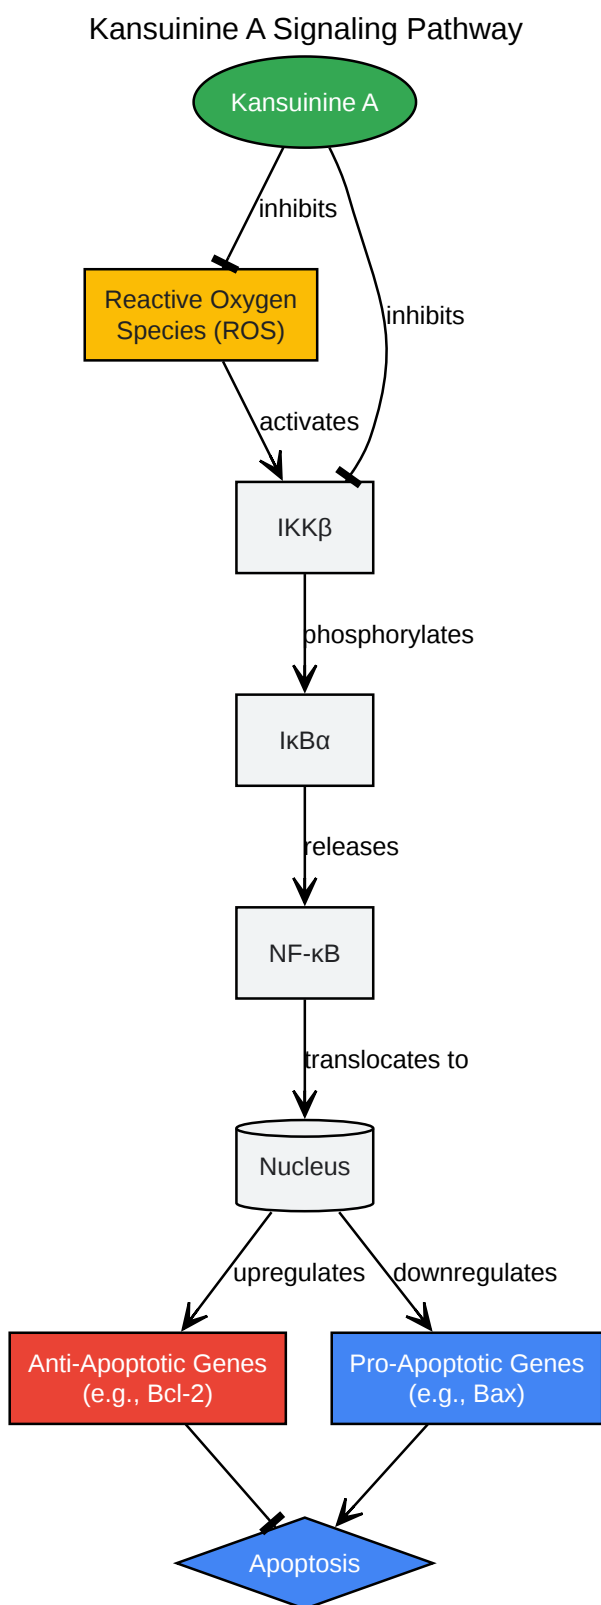 Kansuinine A Signaling Pathway
Kansuinine A
inhibits
Reactive Oxygen
Species (ROS)
inhibits
activates
IKKβ
phosphorylates
IκBα
releases
NF-κB
translocates to
Nucleus
upregulates
downregulates
Anti-Apoptotic Genes
(e.g., Bcl-2)
Pro-Apoptotic Genes
(e.g., Bax)
Apoptosis